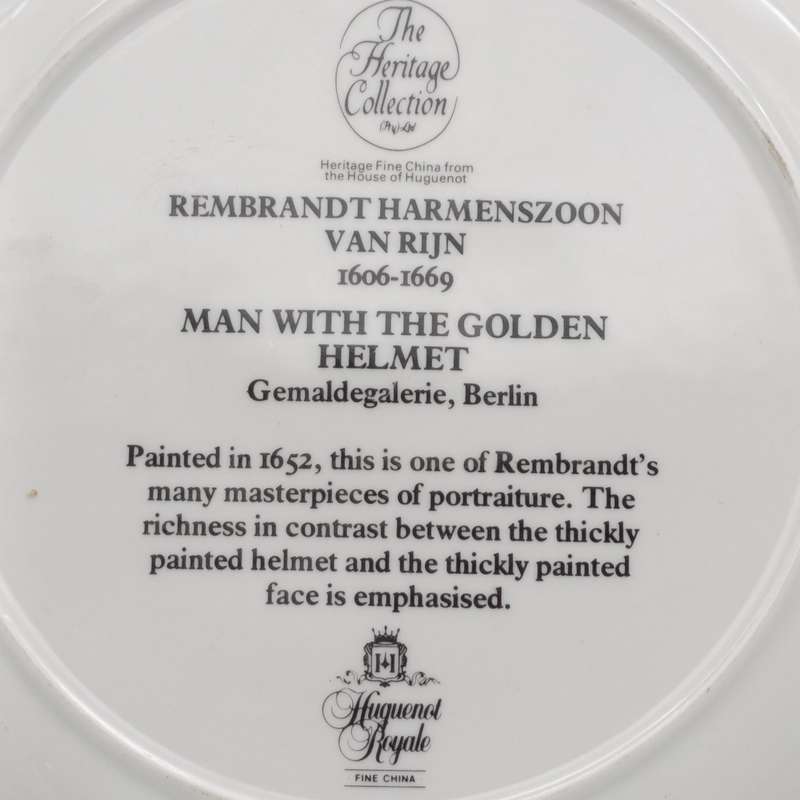 The
Heritage
Collection
(Pty) Ltd
Heritage Fine China from
the House of Huguenot
REMBRANDT HARMENSZOON
VAN RIJN
1606-1669
MAN WITH THE GOLDEN
HELMET
Gemaldegalerie, Berlin
Painted in 1652, this is one of Rembrandt's
many masterpieces of portraiture. The
richness in contrast between the thickly
painted helmet and the thickly painted
face is emphasised.
H H
Huguenot
Royale
FINE CHINA